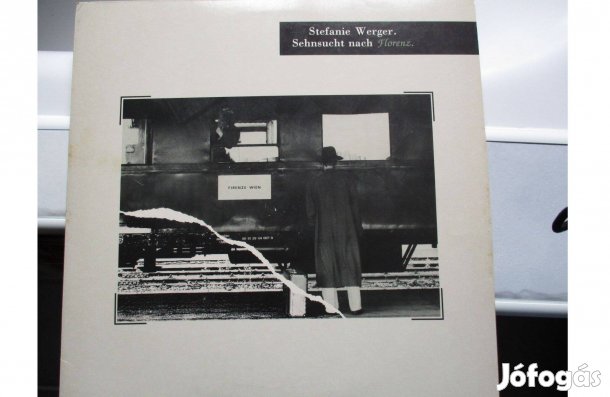 Stefanie Werger.
Sehnsucht nach Florenz.
FIRENZE-WIEN
Jófogás